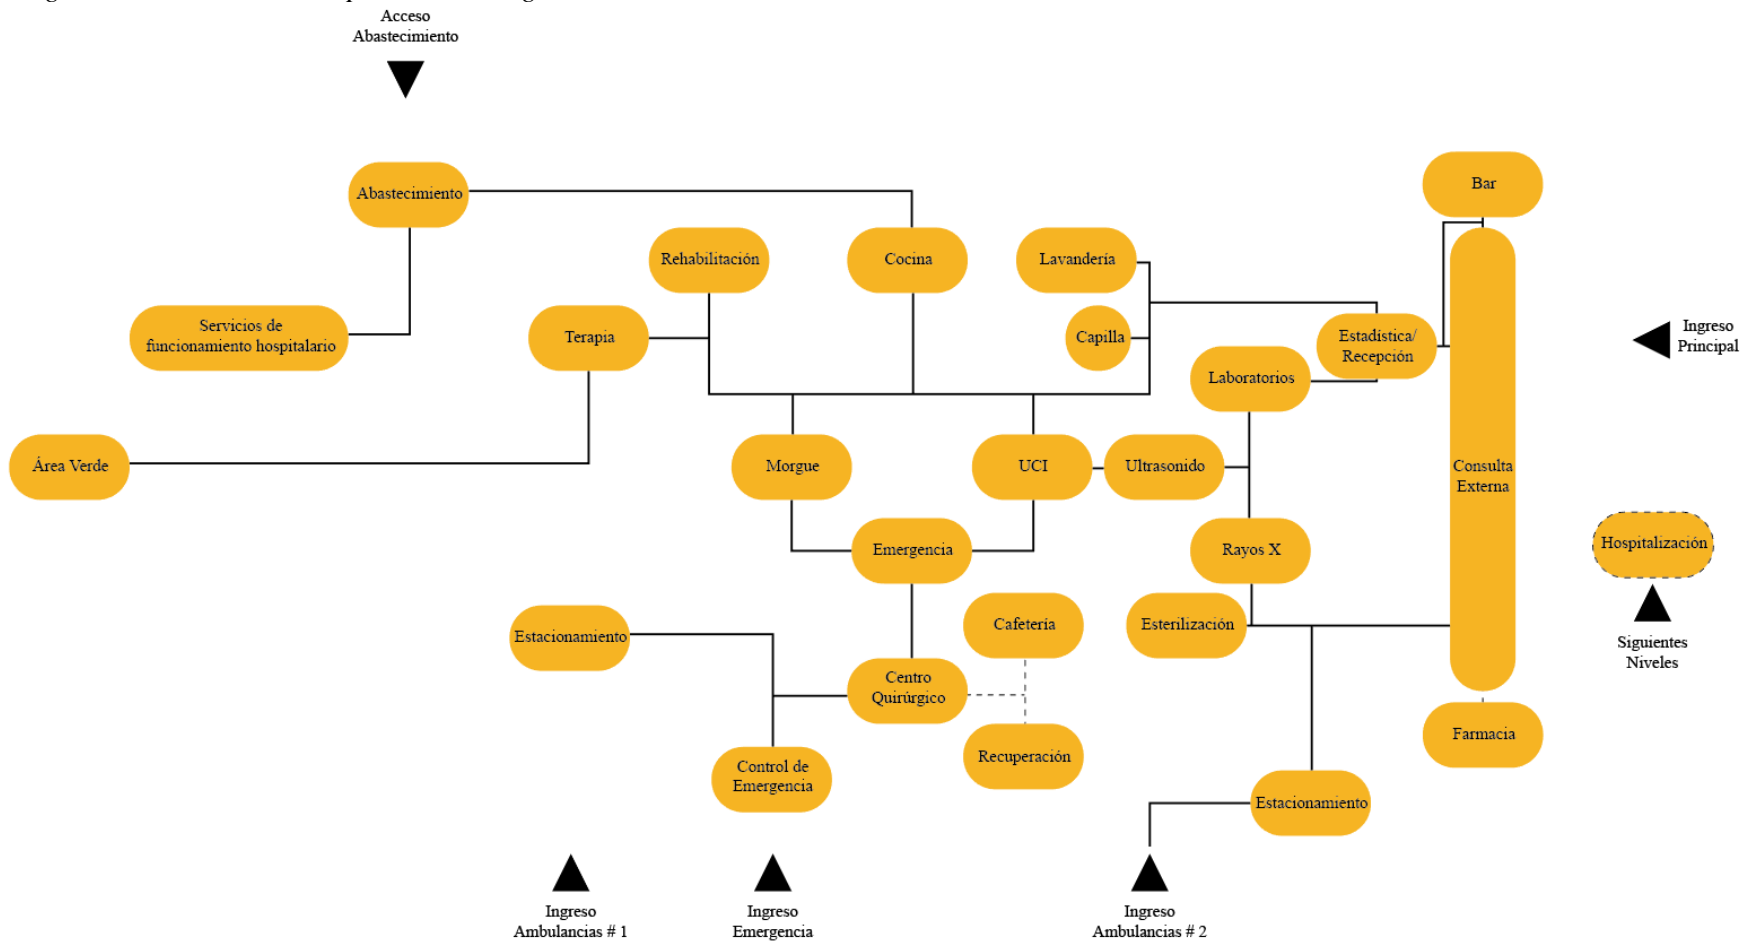 Acceso
Abastecimiento
Abastecimiento
Bar
Rehabilitación
Cocina
Lavandería
Servicios de
funcionamiento hospitalario
Terapia
Capilla
Estadística/
Recepción
Ingreso
Principal
Laboratorios
Área Verde
Morgue
UCI
Ultrasonido
Consulta
Externa
Emergencia
Rayos X
Hospitalización
Estacionamiento
Cafetería
Esterilización
Siguientes
Niveles
Centro
Quirúrgico
Control de
Emergencia
Recuperación
Farmacia
Estacionamiento
Ingreso
Ambulancias # 1
Ingreso
Emergencia
Ingreso
Ambulancias # 2